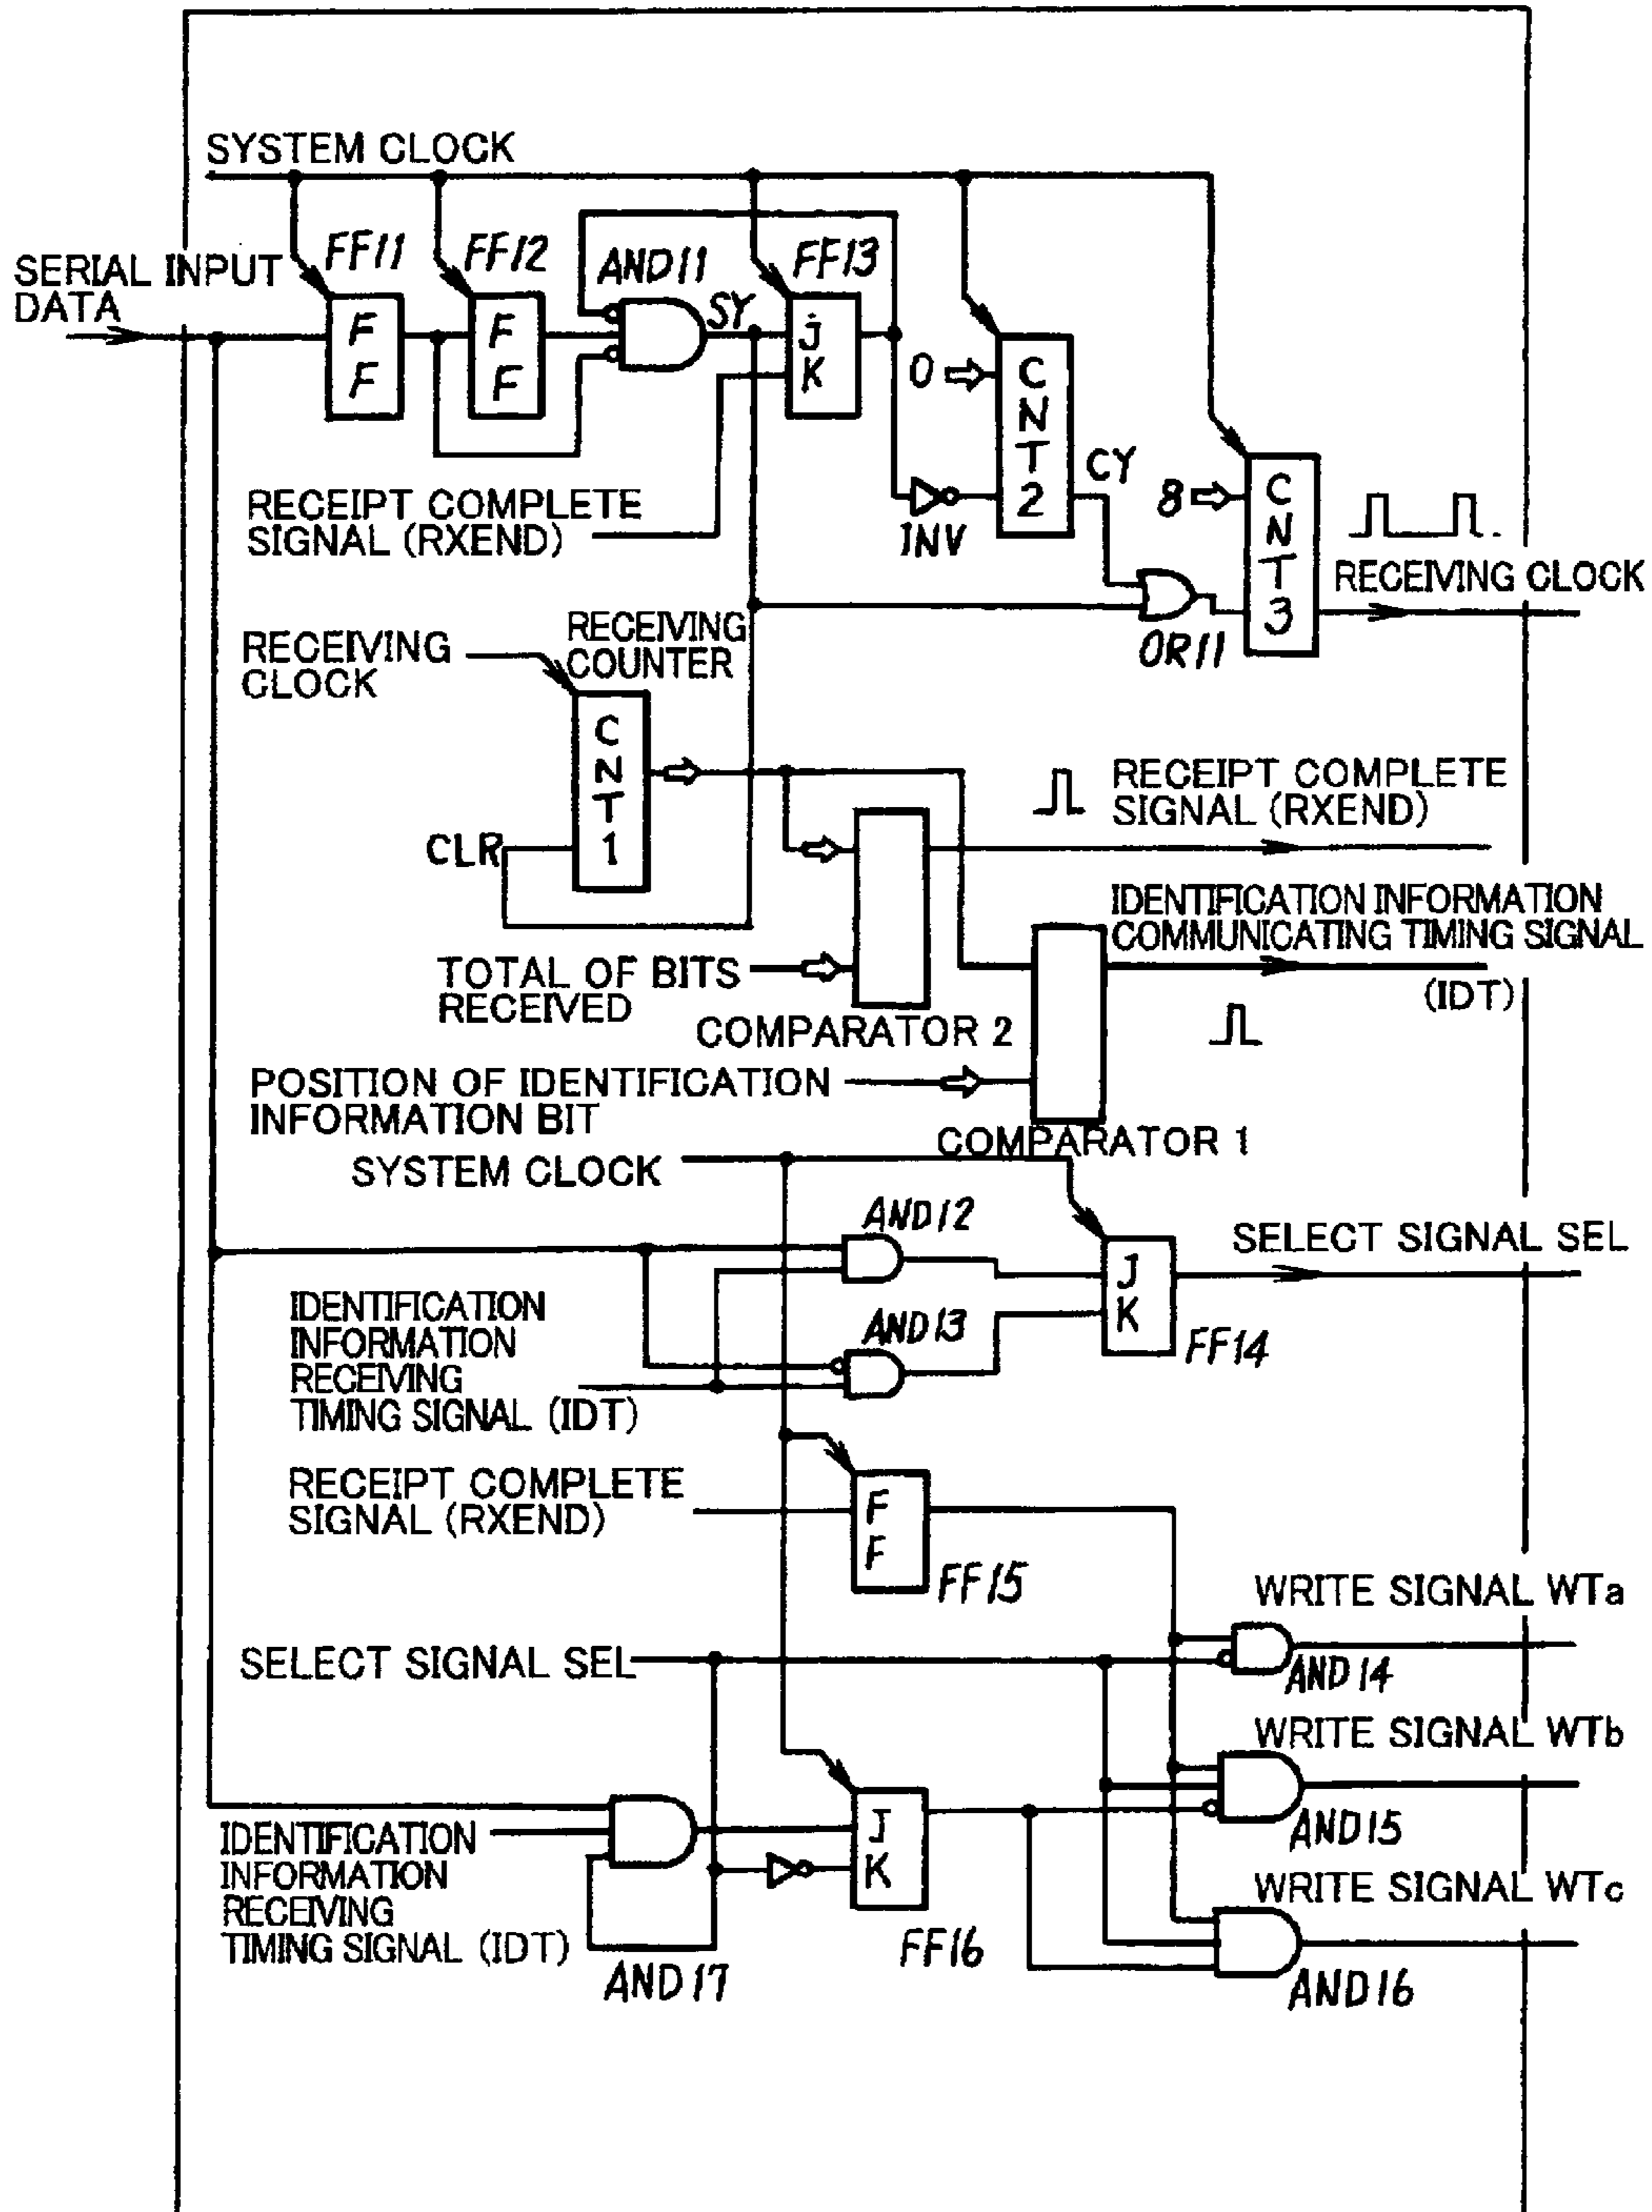 SYSTEM CLOCK
SERIAL INPUT
DATA
FF11
FF12
AND11
SY
FF13
F
F
F
F
J
K
0
C
N
T
2
CY
INV
8
C
N
T
3
RECEIPT COMPLETE
SIGNAL (RXEND)
OR11
RECEIVING CLOCK
RECEIVING
CLOCK
RECEIVING
COUNTER
C
N
T
1
CLR
RECEIPT COMPLETE
SIGNAL (RXEND)
IDENTIFICATION INFORMATION
COMMUNICATING TIMING SIGNAL
(IDT)
TOTAL OF BITS
RECEIVED
COMPARATOR 2
POSITION OF IDENTIFICATION
INFORMATION BIT
COMPARATOR 1
SYSTEM CLOCK
AND12
SELECT SIGNAL SEL
J
K
FF14
AND13
IDENTIFICATION
INFORMATION
RECEIVING
TIMING SIGNAL (IDT)
RECEIPT COMPLETE
SIGNAL (RXEND)
F
F
FF15
WRITE SIGNAL WTa
SELECT SIGNAL SEL
AND14
WRITE SIGNAL WTb
AND15
J
K
IDENTIFICATION
INFORMATION
RECEIVING
TIMING SIGNAL (IDT)
AND17
FF16
WRITE SIGNAL WTc
AND16